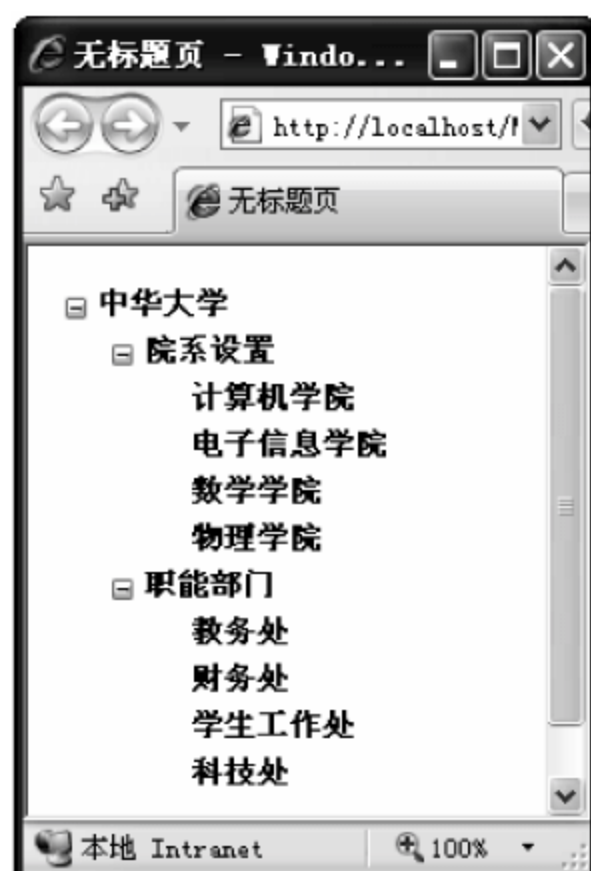 无标题页 - Windo...
http://localhost/
无标题页
中华大学
院系设置
计算机学院
电子信息学院
数学学院
物理学院
职能部门
教务处
财务处
学生工作处
科技处
本地 Intranet
100%